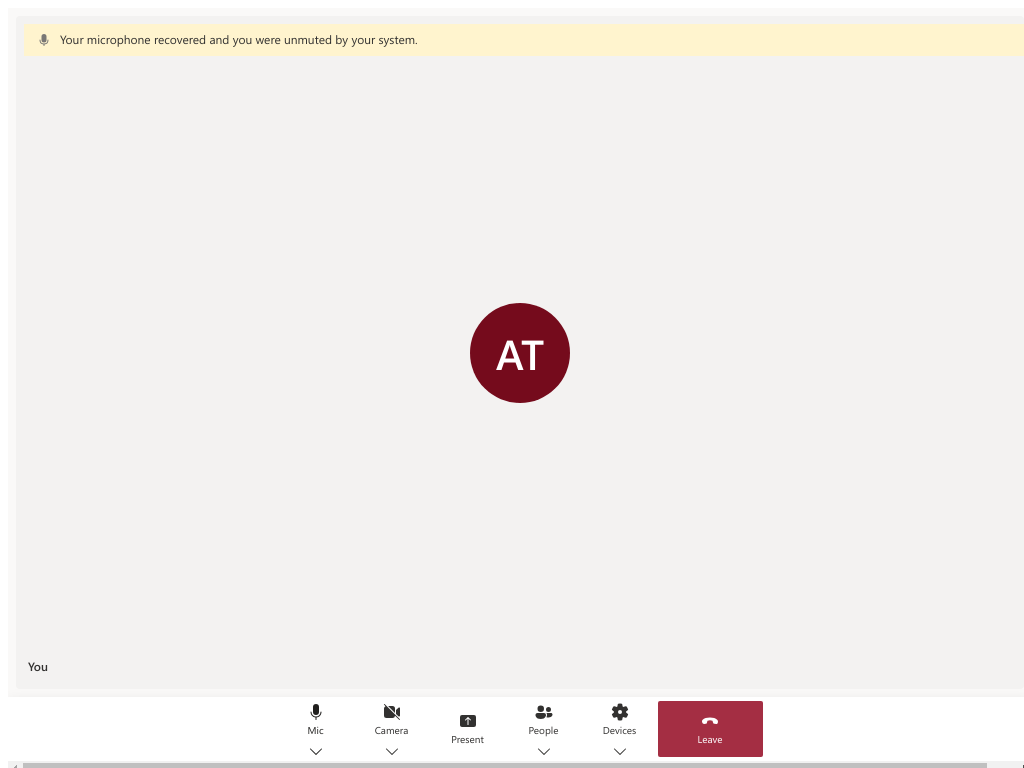 Your microphone recovered and you were unmuted by your system.
AT
You
Mic
Camera
Present
People
Devices
Leave